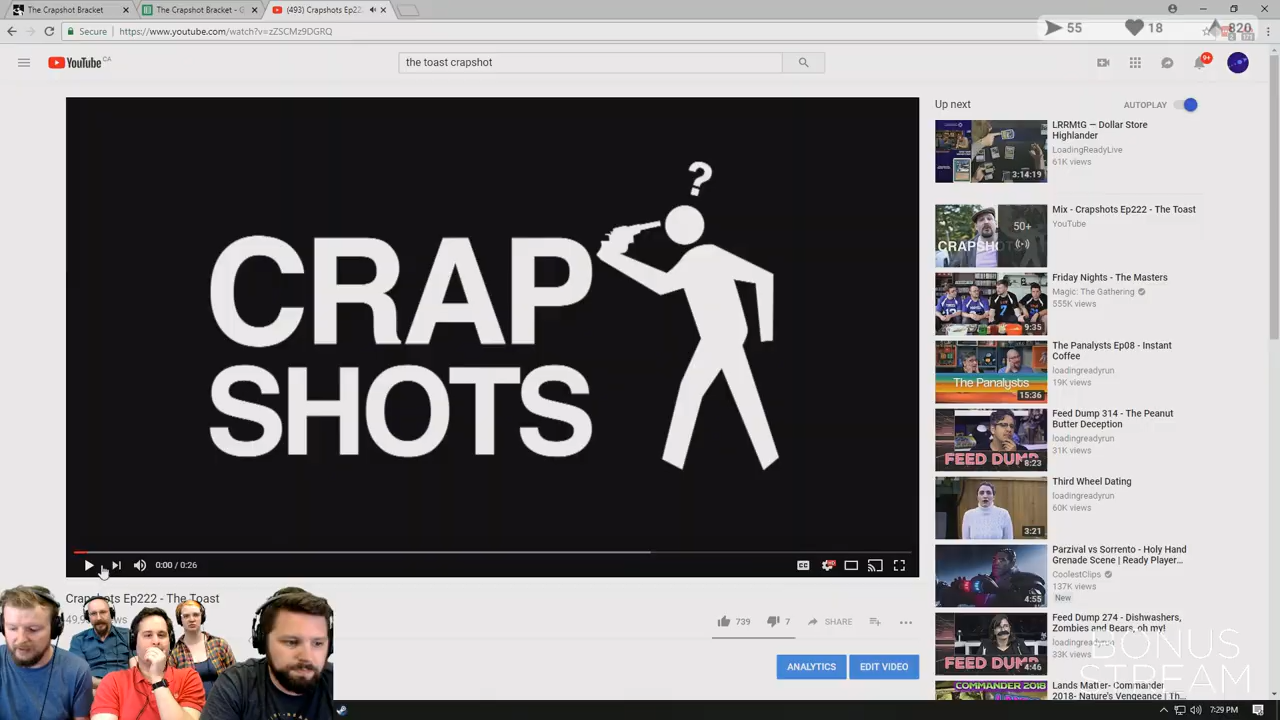 The Crapshot Bracket
The Crapshot Bracket - G
(493) Crapshots Ep22
Secure
https://www.youtube.com/watch?v=zZSCMz9DGRQ
55
18
820
YouTube CA
the toast crapshot
9+
CRAP
SHOTS
?
0:00 / 0:26
Crapshots Ep222 - The Toast
739
7
SHARE
ANALYTICS
EDIT VIDEO
Up next
AUTOPLAY
LRRMtG — Dollar Store
Highlander
LoadingReadyLive
61K views
3:14:19
Mix - Crapshots Ep222 - The Toast
YouTube
50+
Friday Nights - The Masters
Magic: The Gathering
555K views
9:35
The Panalysts Ep08 - Instant
Coffee
loadingreadyrun
19K views
The Panalysts
15:36
Feed Dump 314 - The Peanut
Butter Deception
loadingreadyrun
31K views
FEED DUMP
8:23
Third Wheel Dating
loadingreadyrun
60K views
3:21
Parzival vs Sorrento - Holy Hand
Grenade Scene | Ready Player...
CoolestClips
137K views
New
4:55
Feed Dump 274 - Dishwashers,
Zombies and Bears, oh my!
loadingreadyrun
33K views
FEED DUMP
4:46
BONUS
STREAM
Lands Matter- Commander
2018- Nature's Vengeance | Th...
COMMANDER 2018
7:29 PM